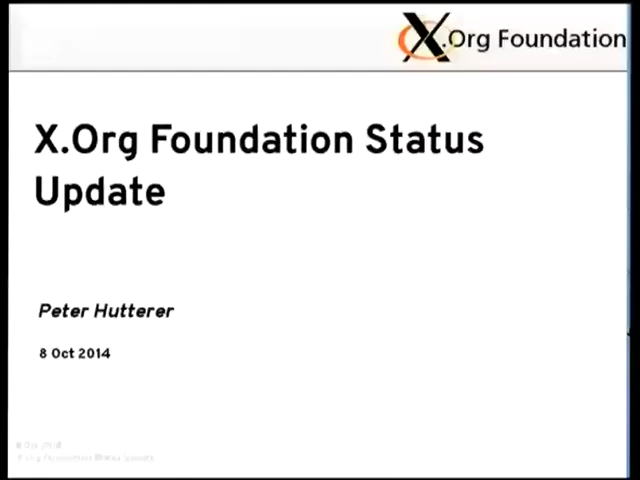 X.Org Foundation
X.Org Foundation Status
Update
Peter Hutterer
8 Oct 2014